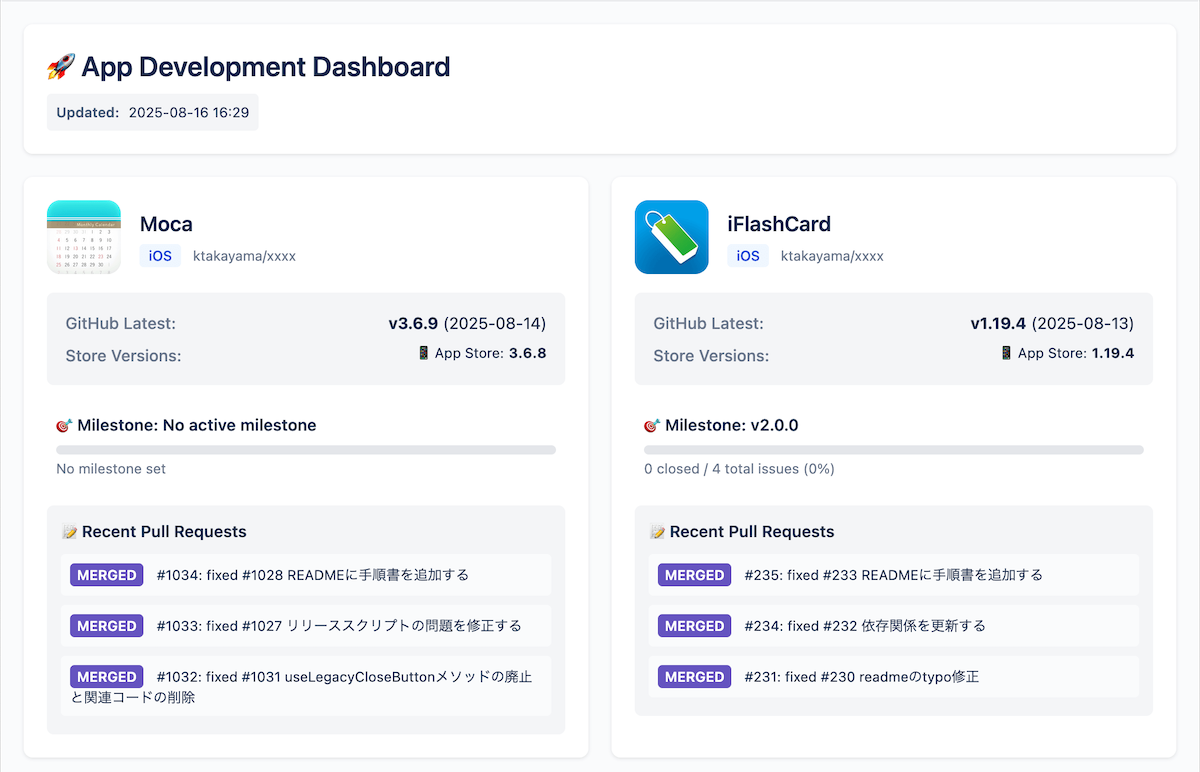 🚀 App Development Dashboard
Updated: 2025-08-16 16:29
Monthly Calendar
Moca
iOS ktakayama/xxxx
GitHub Latest: v3.6.9 (2025-08-14)
Store Versions: 📱 App Store: 3.6.8
🎯 Milestone: No active milestone
No milestone set
📝 Recent Pull Requests
MERGED #1034: fixed #1028 READMEに手順書を追加する
MERGED #1033: fixed #1027 リリーススクリプトの問題を修正する
MERGED #1032: fixed #1031 useLegacyCloseButtonメソッドの廃止
と関連コードの削除
iFlashCard
iOS ktakayama/xxxx
GitHub Latest: v1.19.4 (2025-08-13)
Store Versions: 📱 App Store: 1.19.4
🎯 Milestone: v2.0.0
0 closed / 4 total issues (0%)
📝 Recent Pull Requests
MERGED #235: fixed #233 READMEに手順書を追加する
MERGED #234: fixed #232 依存関係を更新する
MERGED #231: fixed #230 readmeのtypo修正